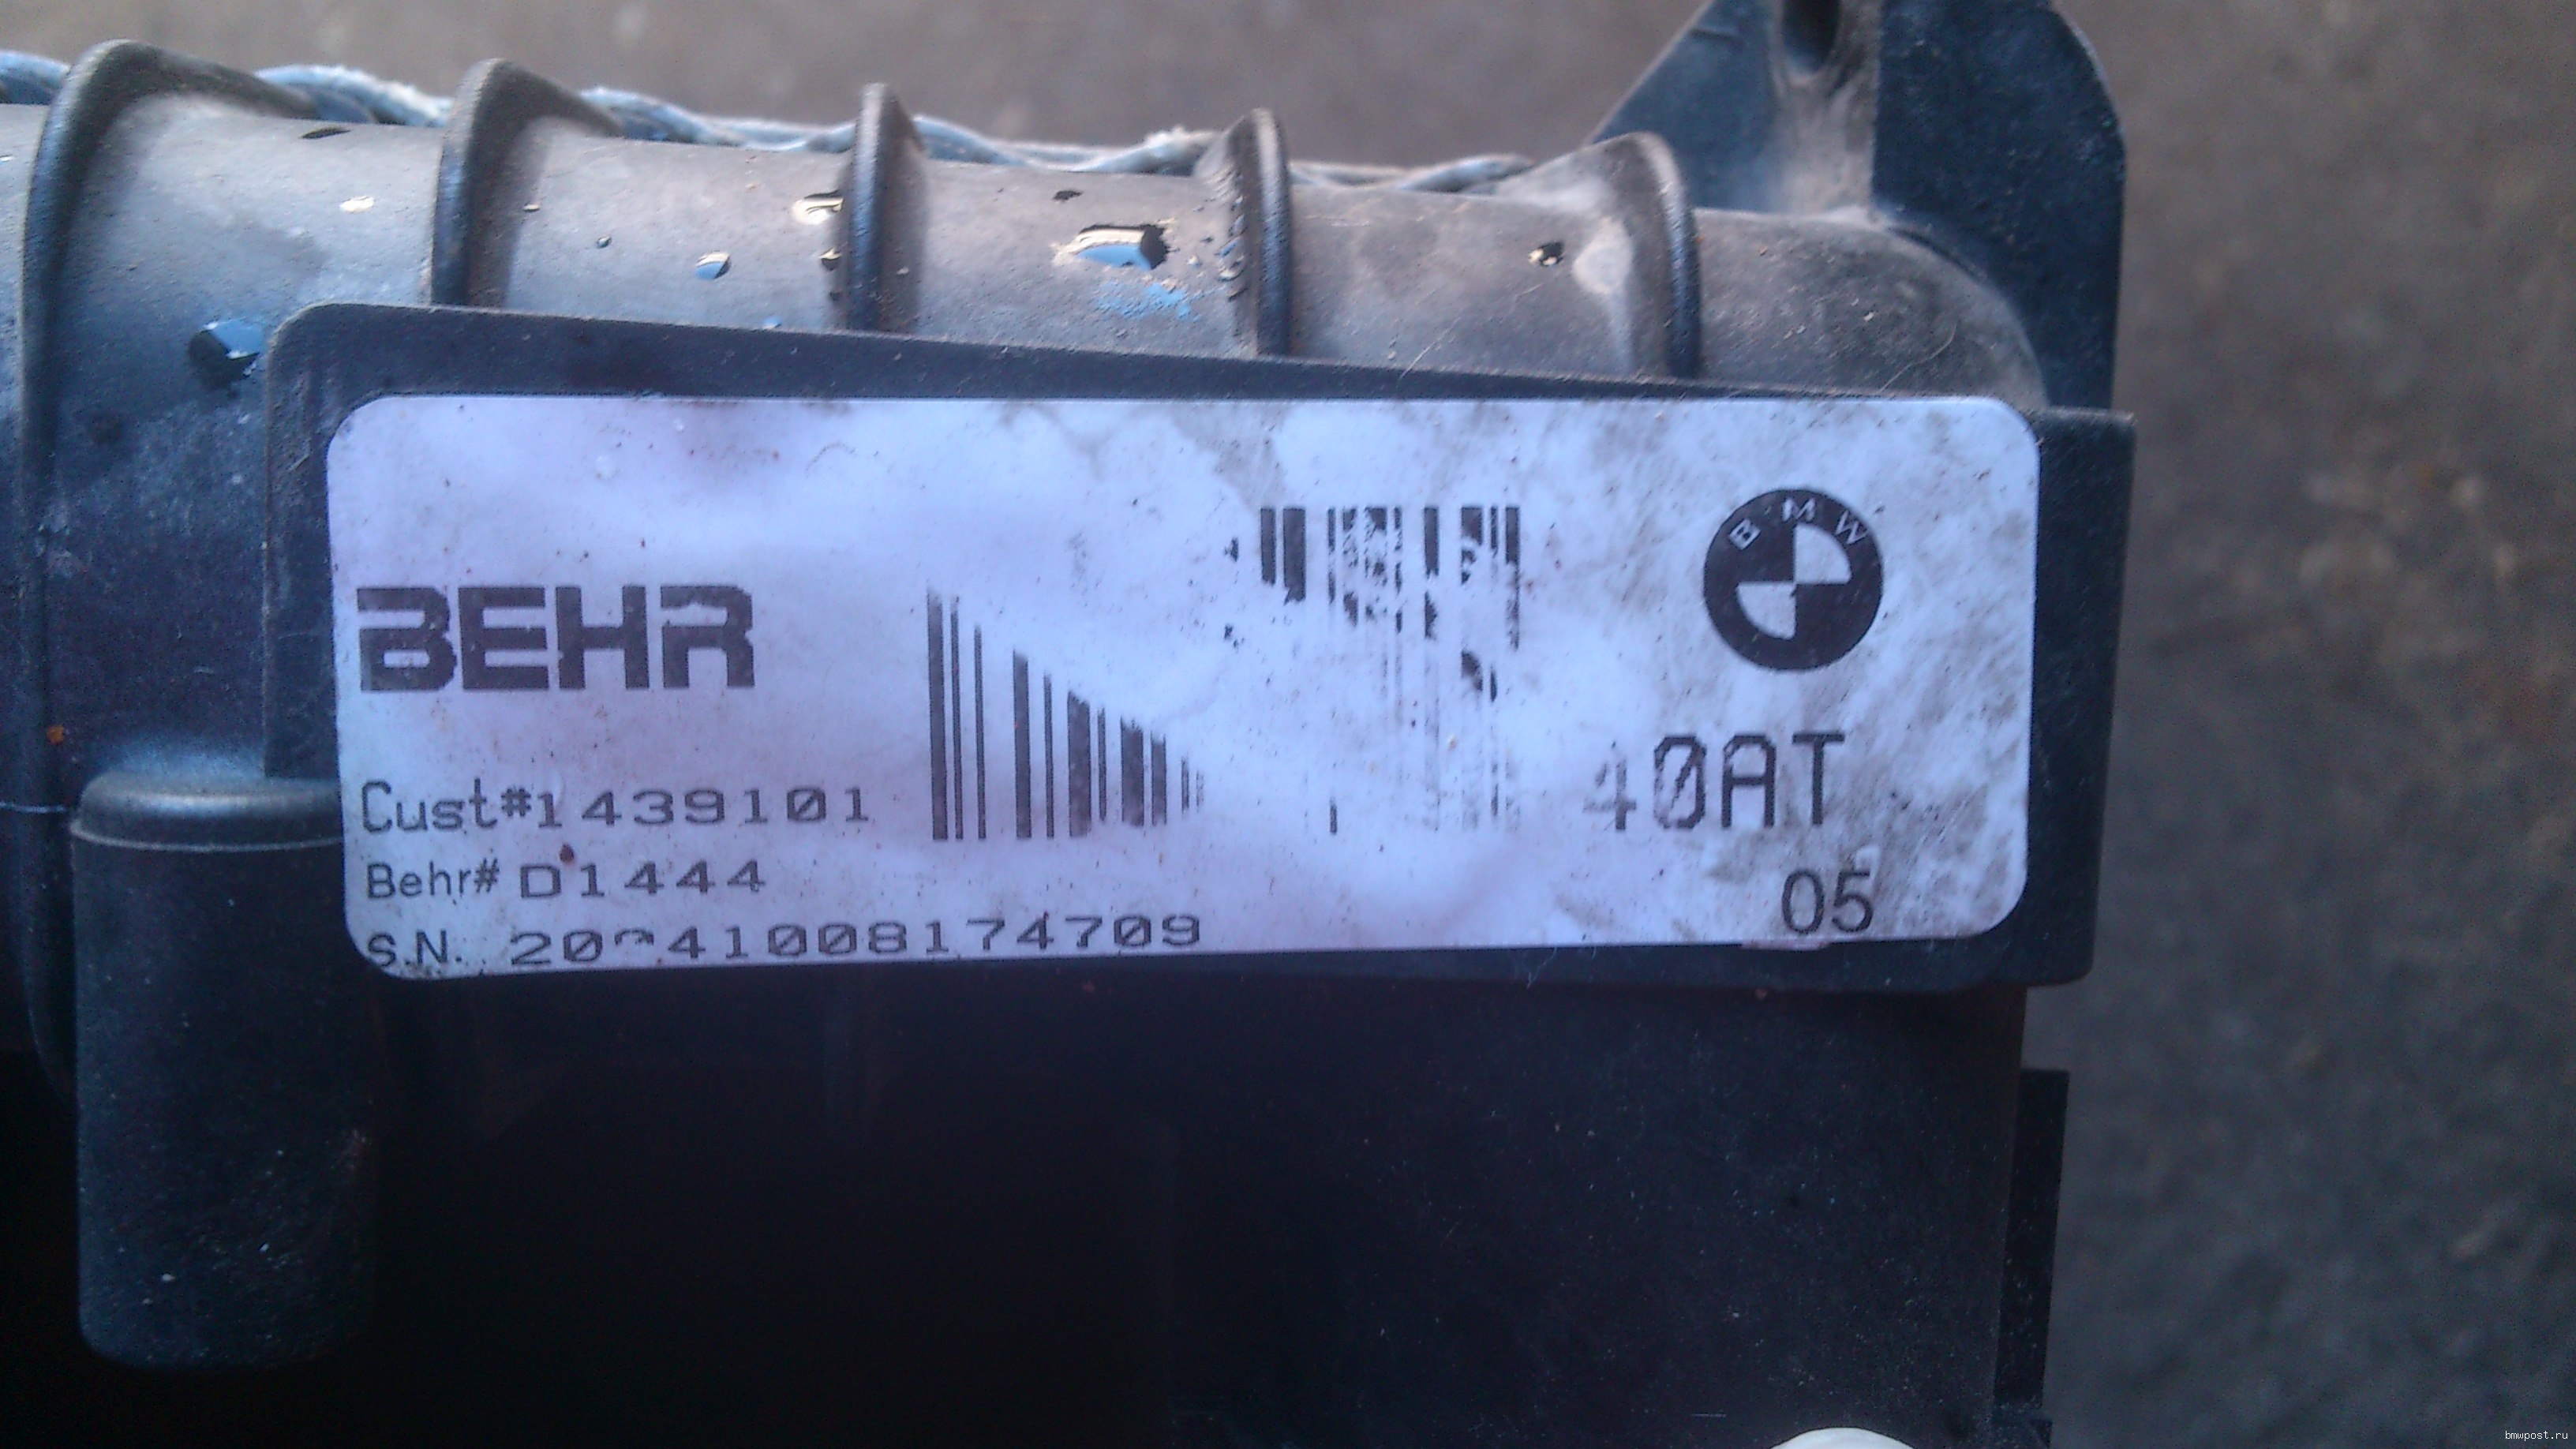 BMW
BEHR
40AT
Cust#1439101
Behr# D1444
05
S.N.
bmwpost.ru